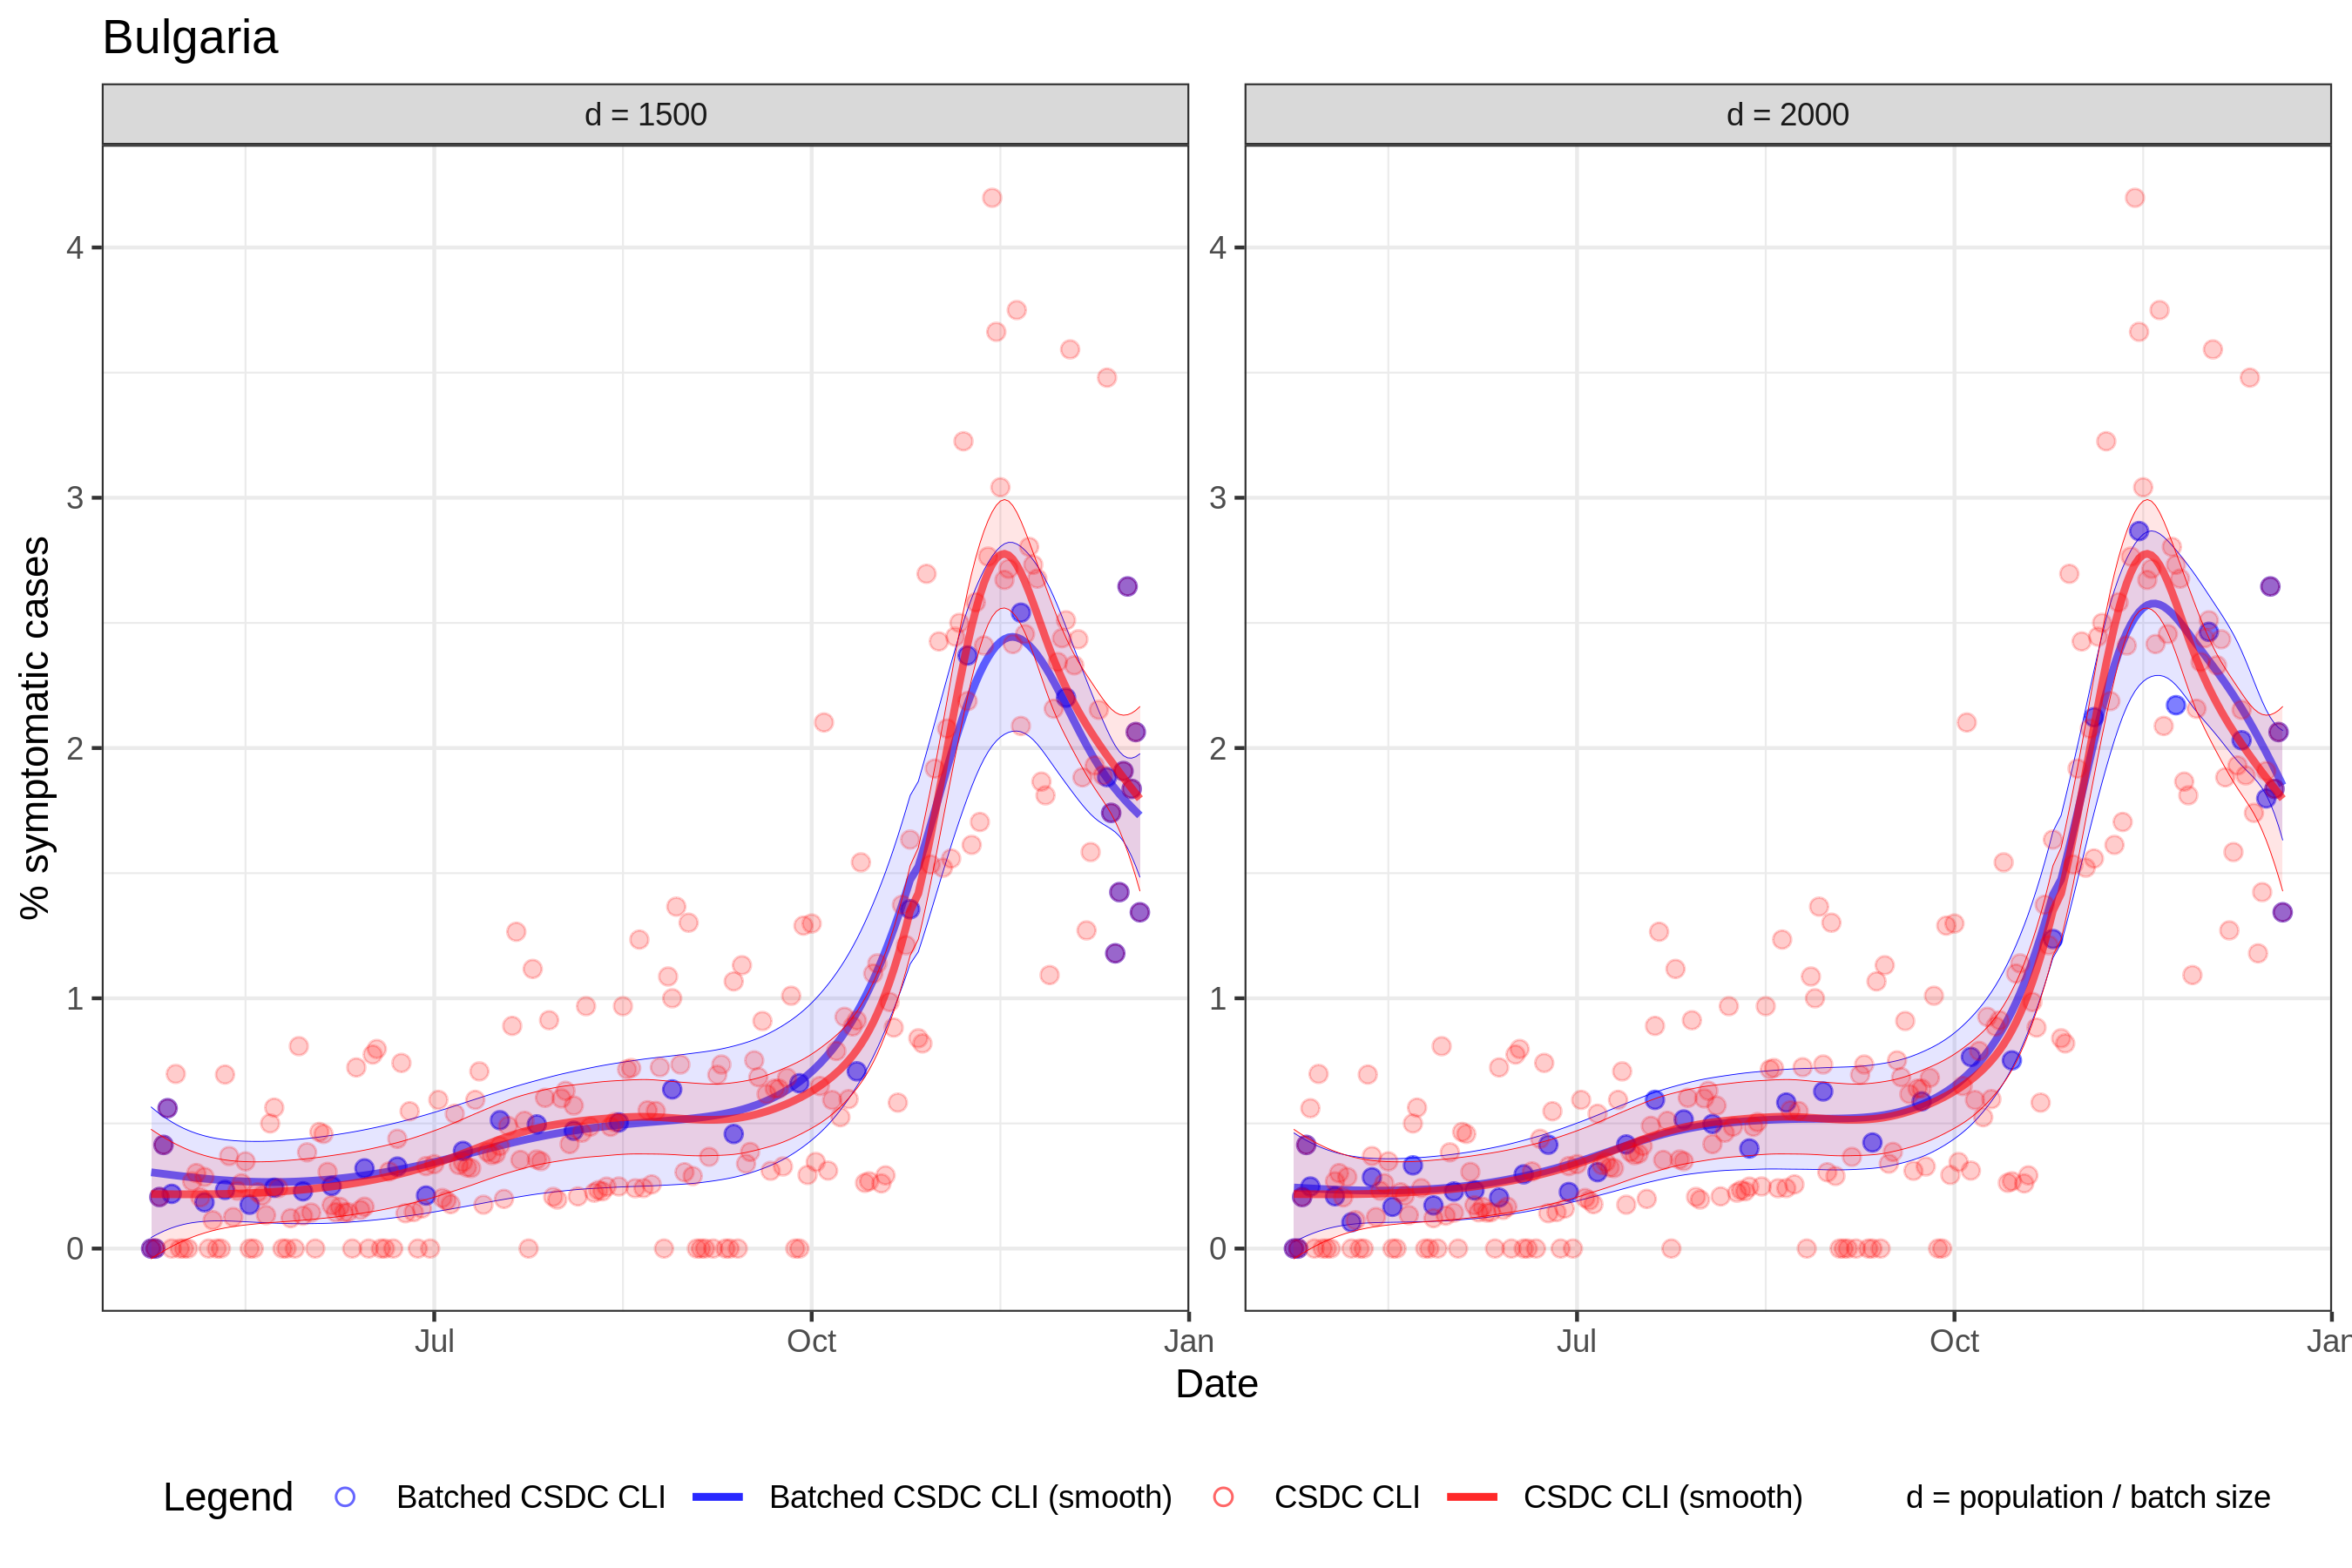 Bulgaria
d = 1500
d = 2000
% symptomatic cases
4
3
2
1
0
4
3
2
1
0
Jul
Oct
Jan
Jul
Oct
Jan
Date
Legend
Batched CSDC CLI
Batched CSDC CLI (smooth)
CSDC CLI
CSDC CLI (smooth)
d = population / batch size